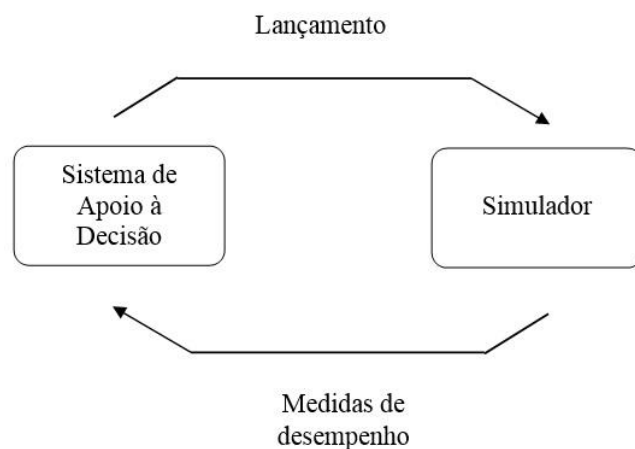 Lançamento
Sistema de
Apoio à
Decisão
Simulador
Medidas de
desempenho